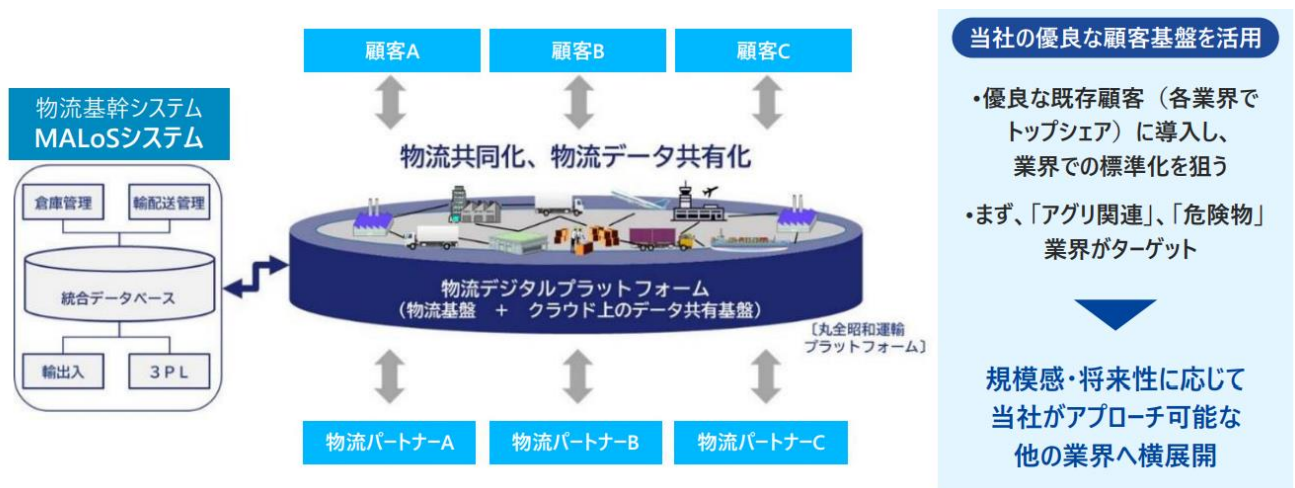 顧客A
顧客B
顧客C
物流基幹システム
MALoSシステム
倉庫管理
輸配送管理
統合データベース
輸出入
3PL
物流共同化、物流データ共有化
物流デジタルプラットフォーム
(物流基盤 + クラウド上のデータ共有基盤)
〔丸全昭和運輸
プラットフォーム〕
物流パートナーA
物流パートナーB
物流パートナーC
当社の優良な顧客基盤を活用
・優良な既存顧客（各業界で
トップシェア）に導入し、
業界での標準化を狙う
・まず、「アグリ関連」、「危険物」
業界がターゲット
規模感・将来性に応じて
当社がアプローチ可能な
他の業界へ横展開